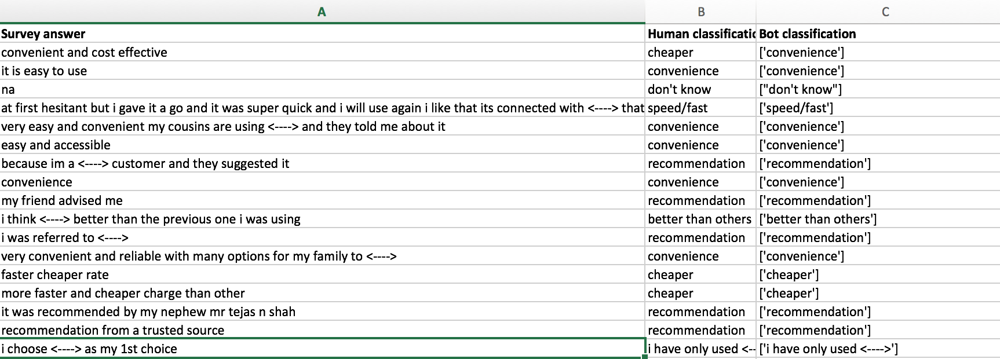 A B C
Survey answer Human classificatic Bot classification
convenient and cost effective cheaper ['convenience']
it is easy to use convenience ['convenience']
na don't know ["don't know"]
at first hesitant but i gave it a go and it was super quick and i will use again i like that its connected with <----> that speed/fast ['speed/fast']
very easy and convenient my cousins are using <----> and they told me about it convenience ['convenience']
easy and accessible convenience ['convenience']
because im a <----> customer and they suggested it recommendation ['recommendation']
convenience convenience ['convenience']
my friend advised me recommendation ['recommendation']
i think <----> better than the previous one i was using better than others ['better than others']
i was referred to <----> recommendation ['recommendation']
very convenient and reliable with many options for my family to <----> convenience ['convenience']
faster cheaper rate cheaper ['cheaper']
more faster and cheaper charge than other cheaper ['cheaper']
it was recommended by my nephew mr tejas n shah recommendation ['recommendation']
recommendation from a trusted source recommendation ['recommendation']
i choose <----> as my 1st choice i have only used <-- ['i have only used <---->']